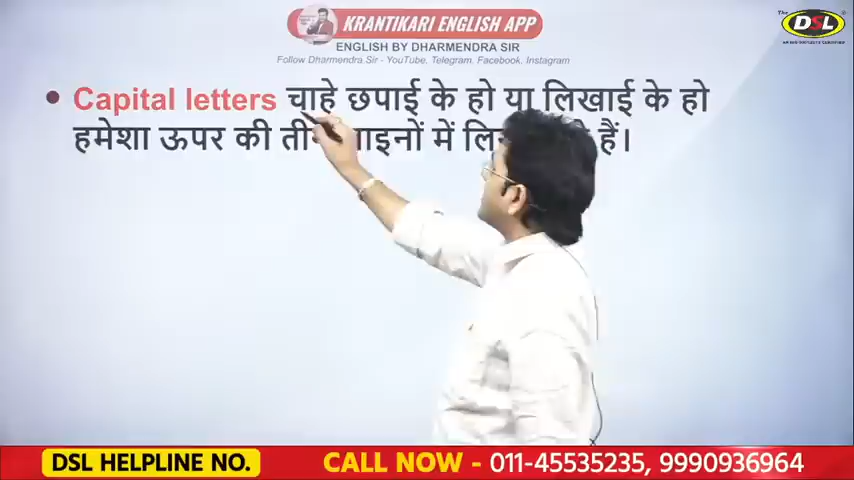 KRANTIKARI ENGLISH APP
ENGLISH BY DHARMENDRA SIR
Follow Dharmendra.Sir - YouTube, Telegram, Facebook, Instagram
The
DSL
Capital letters चाहे छपाई के हो या लिखाई के हो
हमेशा ऊपर की में हैं।
DSL HELPLINE NO.
CALL NOW - 011-45535235, 9990936964